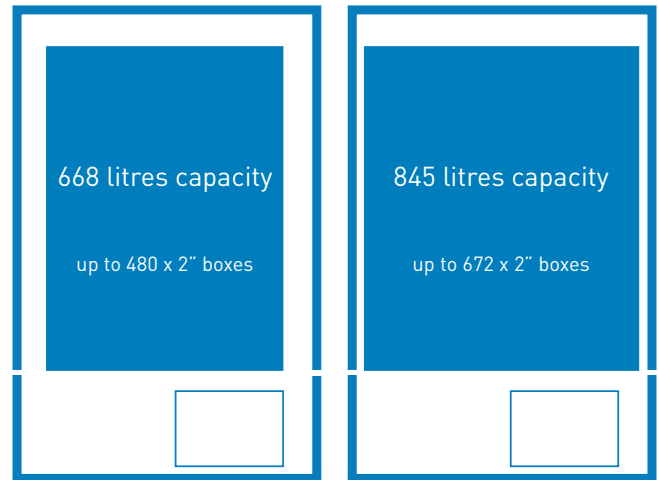 668 litres capacity
up to 480 x 2” boxes
845 litres capacity
up to 672 x 2” boxes